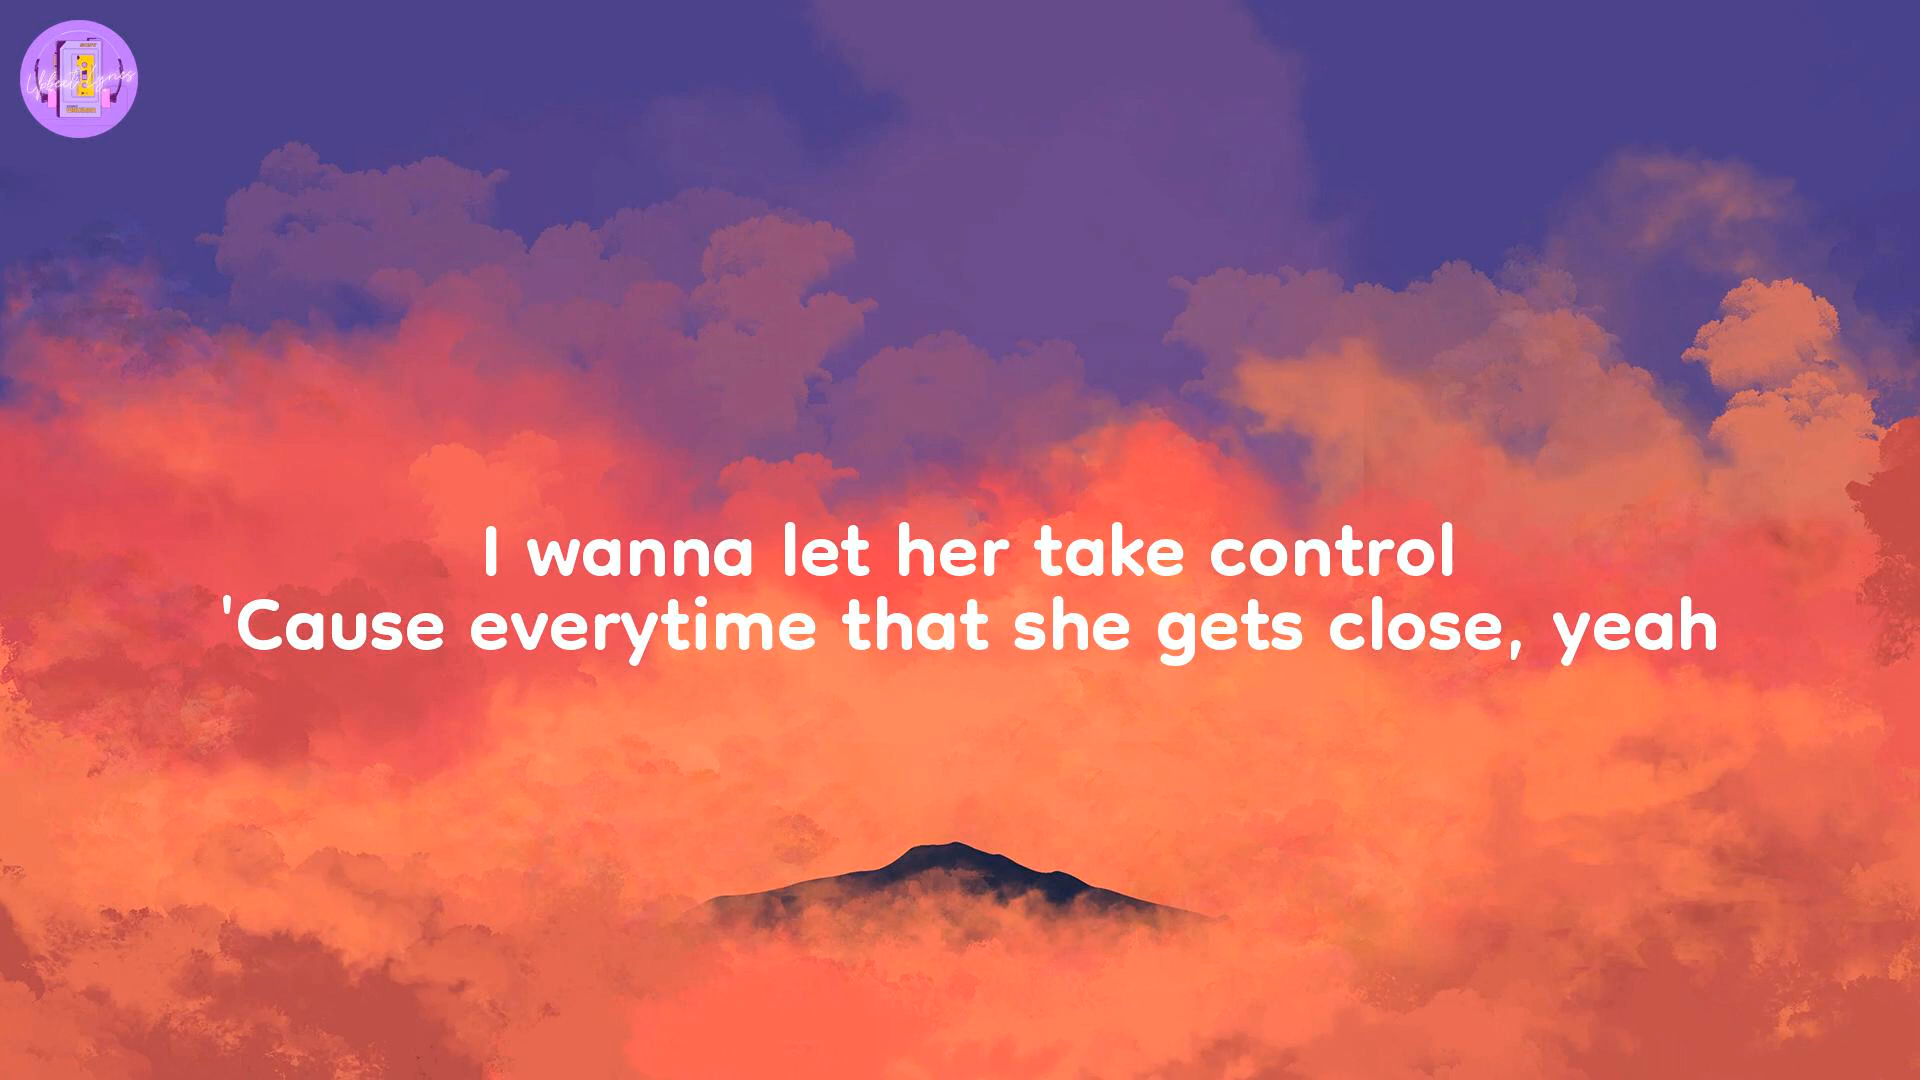 I wanna let her take control
'Cause everytime that she gets close, yeah